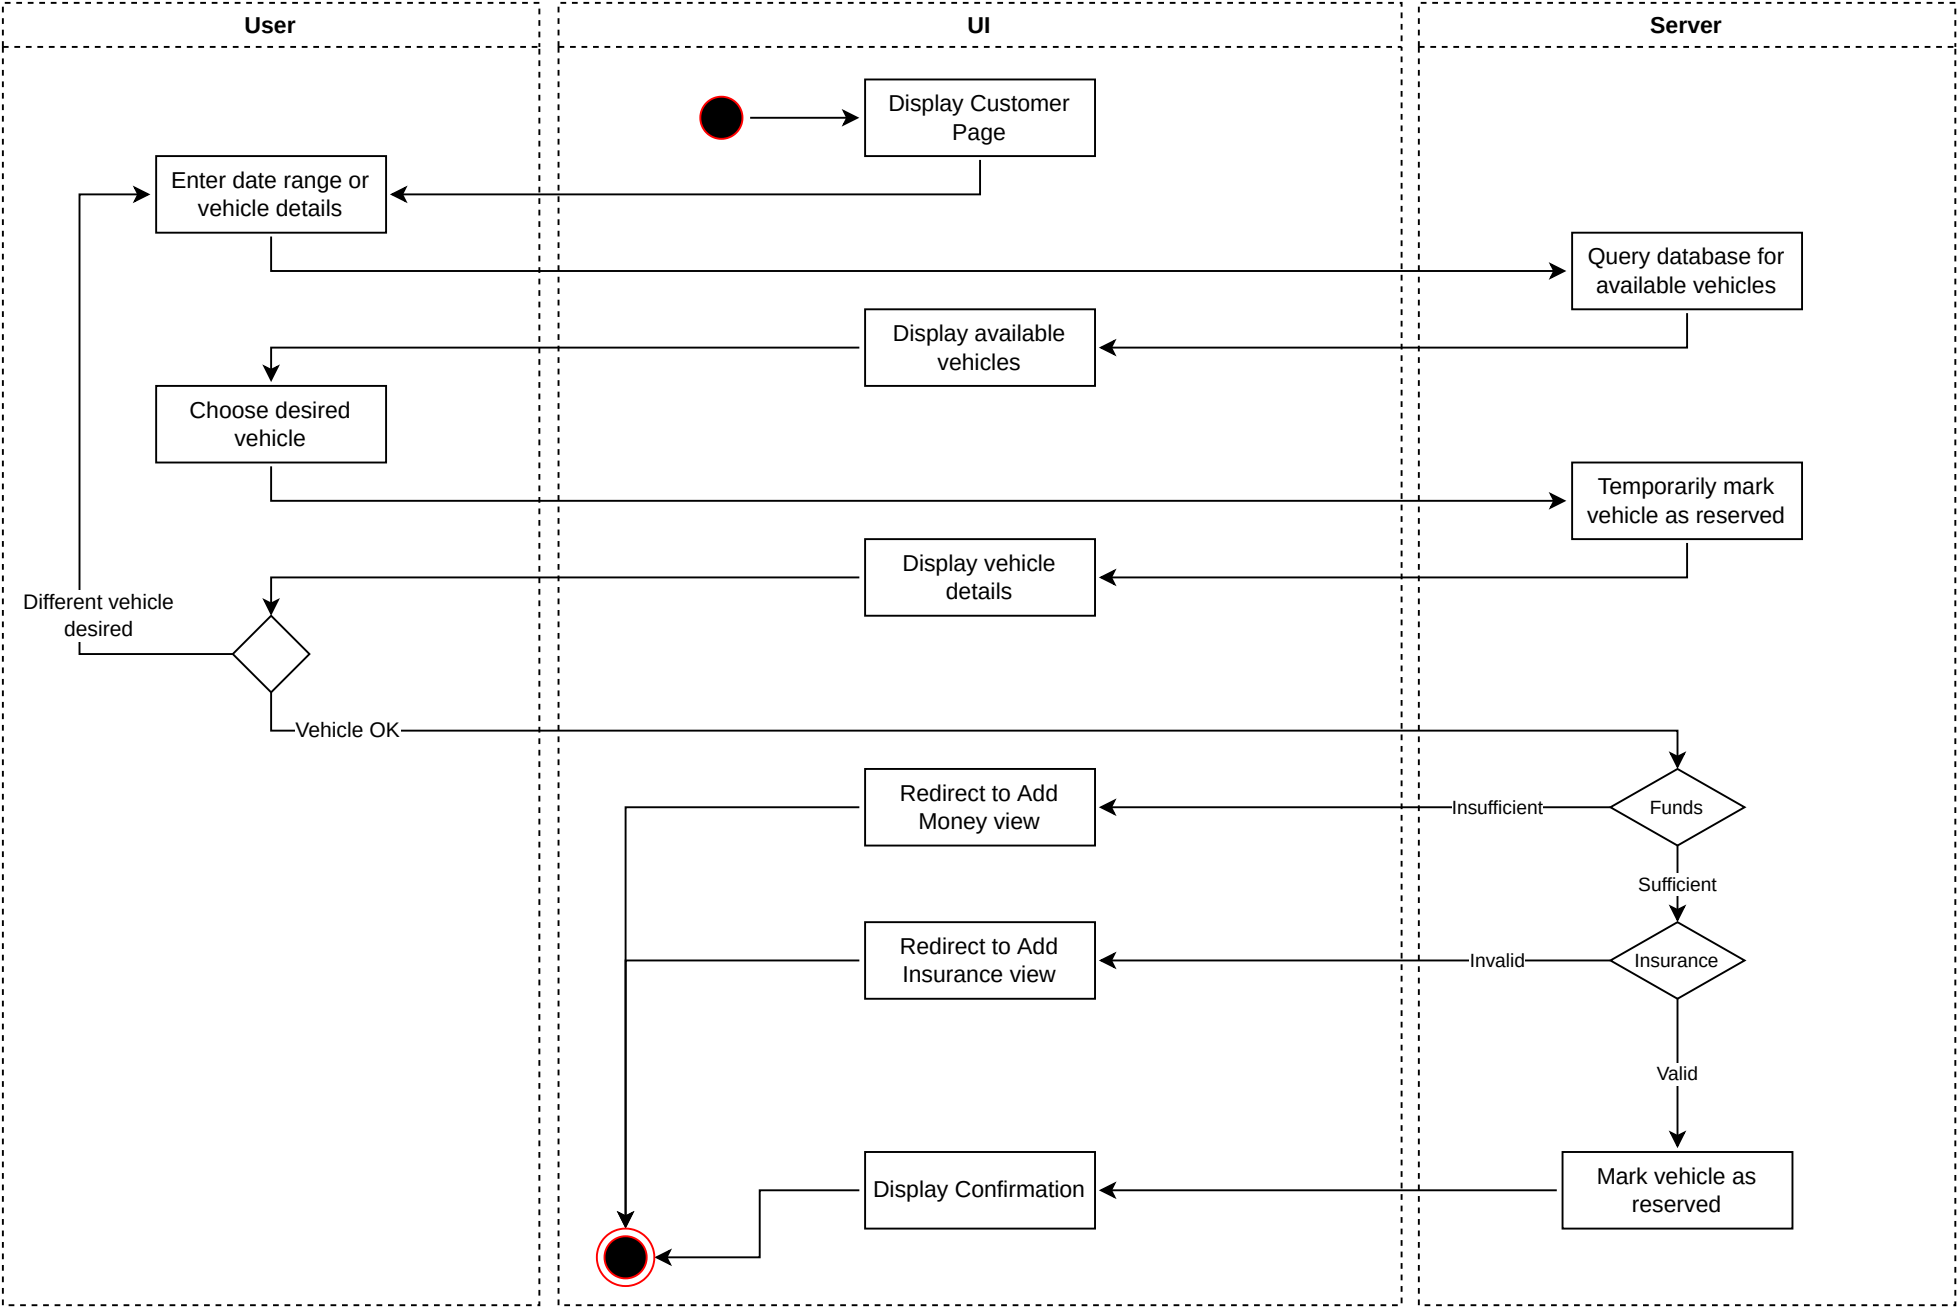 User
UI
Server
Display Customer
Page
Enter date range or
vehicle details
Query database for
available vehicles
Display available
vehicles
Choose desired
vehicle
Temporarily mark
vehicle as reserved
Display vehicle
details
Different vehicle
desired
Vehicle OK
Redirect to Add
Money view
Insufficient
Funds
Sufficient
Redirect to Add
Insurance view
Invalid
Insurance
Valid
Display Confirmation
Mark vehicle as
reserved